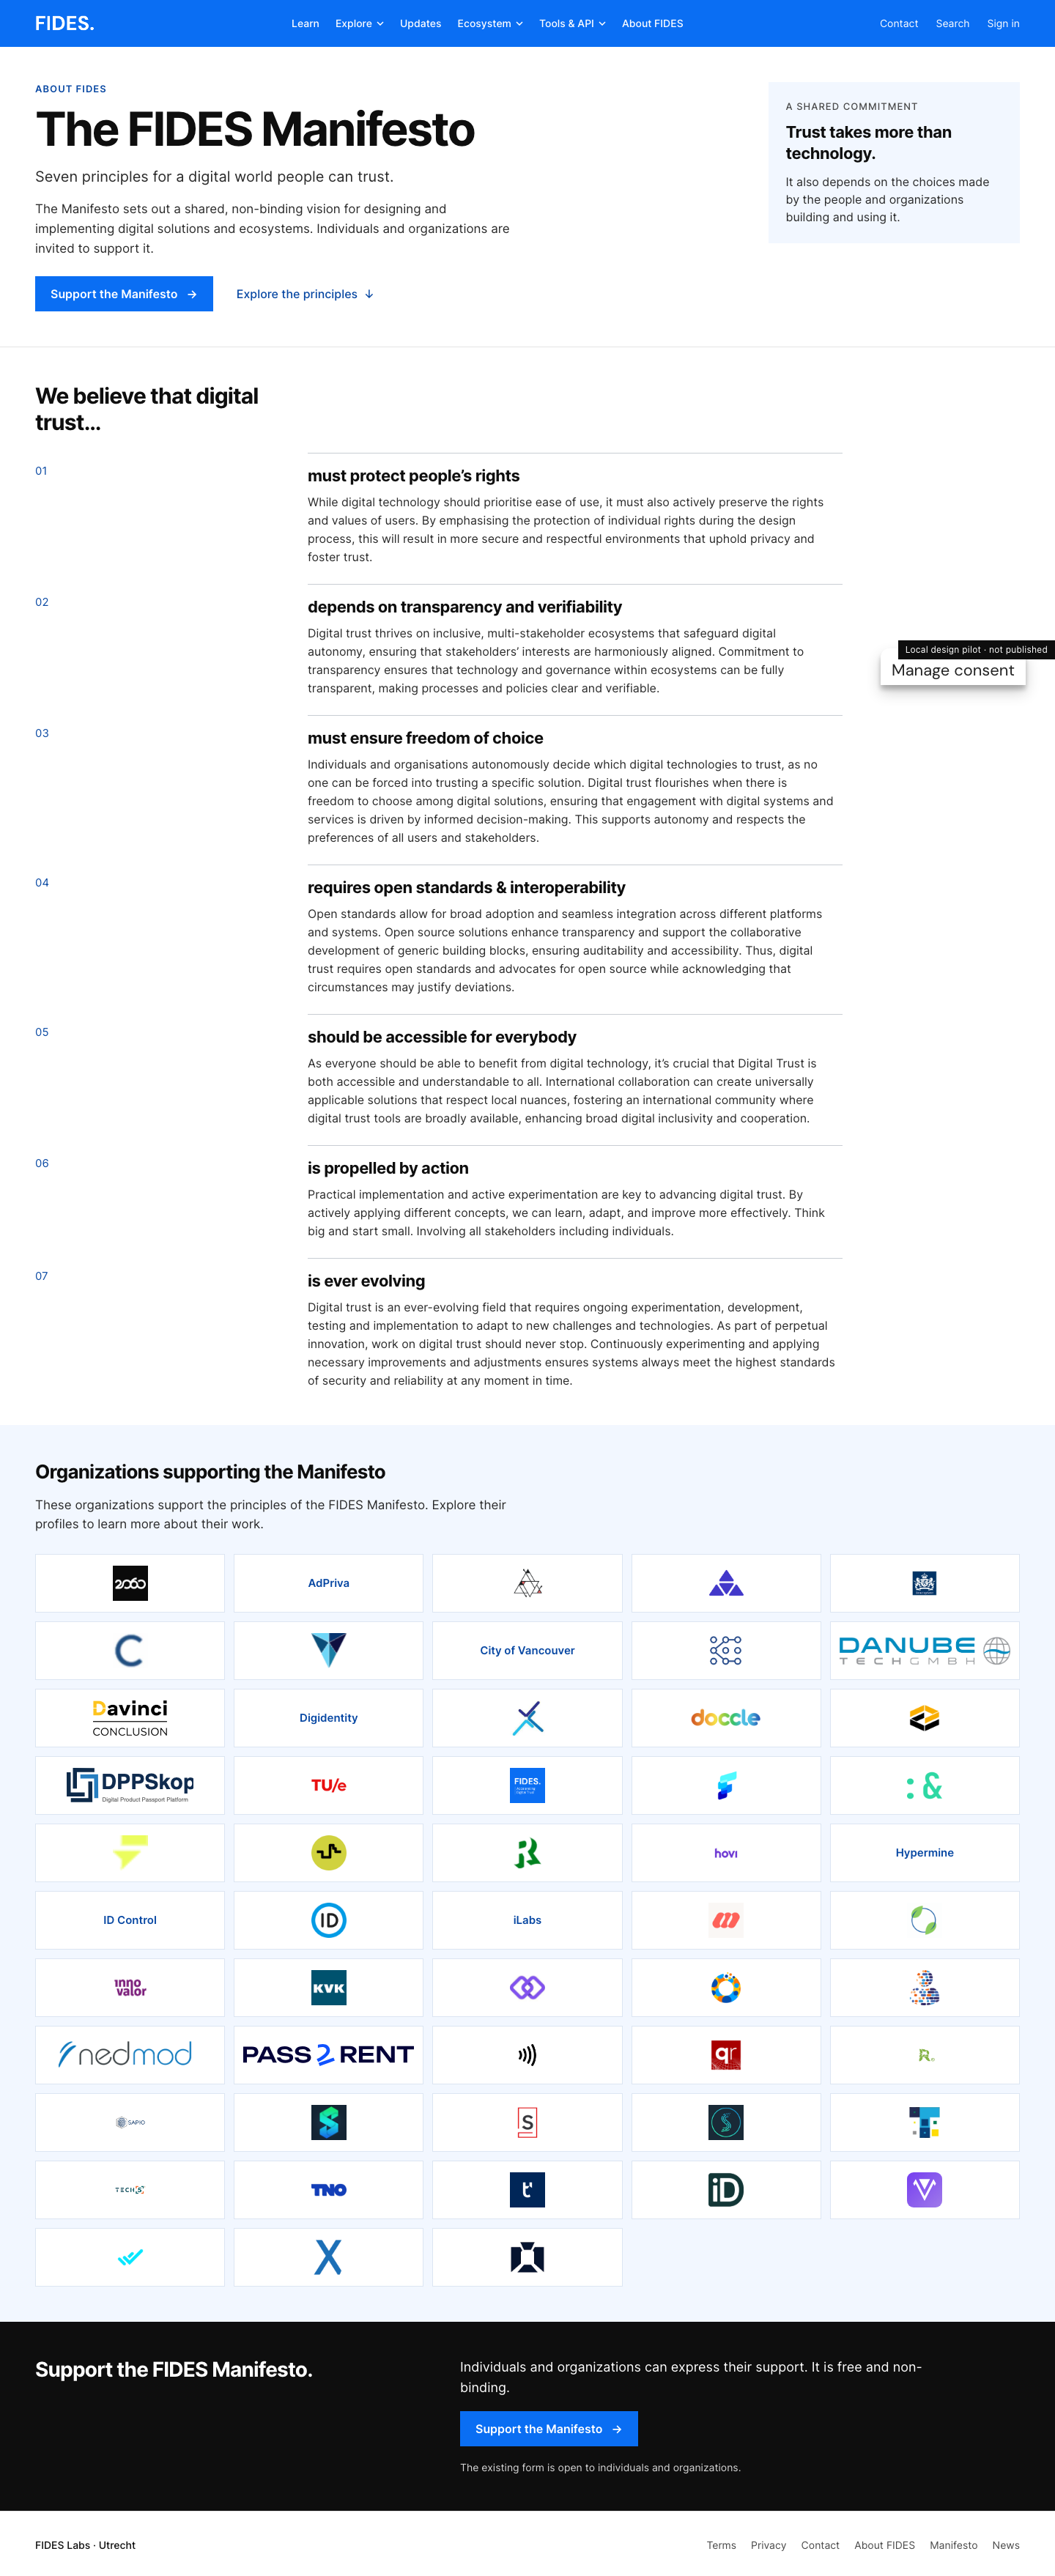 FIDES.
Learn
Explore
Updates
Ecosystem
Tools & API
About FIDES
Contact
Search
Sign in
ABOUT FIDES
The FIDES Manifesto
Seven principles for a digital world people can trust.
The Manifesto sets out a shared, non-binding vision for designing and
implementing digital solutions and ecosystems. Individuals and organizations are
invited to support it.
Support the Manifesto →
Explore the principles ↓
A SHARED COMMITMENT
Trust takes more than
technology.
It also depends on the choices made
by the people and organizations
building and using it.
We believe that digital
trust...
01
must protect people’s rights
While digital technology should prioritise ease of use, it must also actively preserve the rights
and values of users. By emphasising the protection of individual rights during the design
process, this will result in more secure and respectful environments that uphold privacy and
foster trust.
02
depends on transparency and verifiability
Digital trust thrives on inclusive, multi-stakeholder ecosystems that safeguard digital
autonomy, ensuring that stakeholders’ interests are harmoniously aligned. Commitment to
transparency ensures that technology and governance within ecosystems can be fully
transparent, making processes and policies clear and verifiable.
Local design pilot · not published
Manage consent
03
must ensure freedom of choice
Individuals and organisations autonomously decide which digital technologies to trust, as no
one can be forced into trusting a specific solution. Digital trust flourishes when there is
freedom to choose among digital solutions, ensuring that engagement with digital systems and
services is driven by informed decision-making. This supports autonomy and respects the
preferences of all users and stakeholders.
04
requires open standards & interoperability
Open standards allow for broad adoption and seamless integration across different platforms
and systems. Open source solutions enhance transparency and support the collaborative
development of generic building blocks, ensuring auditability and accessibility. Thus, digital
trust requires open standards and advocates for open source while acknowledging that
circumstances may justify deviations.
05
should be accessible for everybody
As everyone should be able to benefit from digital technology, it’s crucial that Digital Trust is
both accessible and understandable to all. International collaboration can create universally
applicable solutions that respect local nuances, fostering an international community where
digital trust tools are broadly available, enhancing broad digital inclusivity and cooperation.
06
is propelled by action
Practical implementation and active experimentation are key to advancing digital trust. By
actively applying different concepts, we can learn, adapt, and improve more effectively. Think
big and start small. Involving all stakeholders including individuals.
07
is ever evolving
Digital trust is an ever-evolving field that requires ongoing experimentation, development,
testing and implementation to adapt to new challenges and technologies. As part of perpetual
innovation, work on digital trust should never stop. Continuously experimenting and applying
necessary improvements and adjustments ensures systems always meet the highest standards
of security and reliability at any moment in time.
Organizations supporting the Manifesto
These organizations support the principles of the FIDES Manifesto. Explore their
profiles to learn more about their work.
2060
AdPriva
City of Vancouver
DANUBE
TECH GMBH
Davinci
CONCLUSION
Digidentity
doccle
DPPSkop
Digital Product Passport Platform
TU/e
FIDES.
:&
hovi
Hypermine
ID Control
ID
iLabs
inno
valor
KVK
nedmod
PASS2RENT
qr
R
SAPIO
S
TECH5
TNO
t'
iD
X
Support the FIDES Manifesto.
Individuals and organizations can express their support. It is free and non-
binding.
Support the Manifesto →
The existing form is open to individuals and organizations.
FIDES Labs · Utrecht
Terms
Privacy
Contact
About FIDES
Manifesto
News